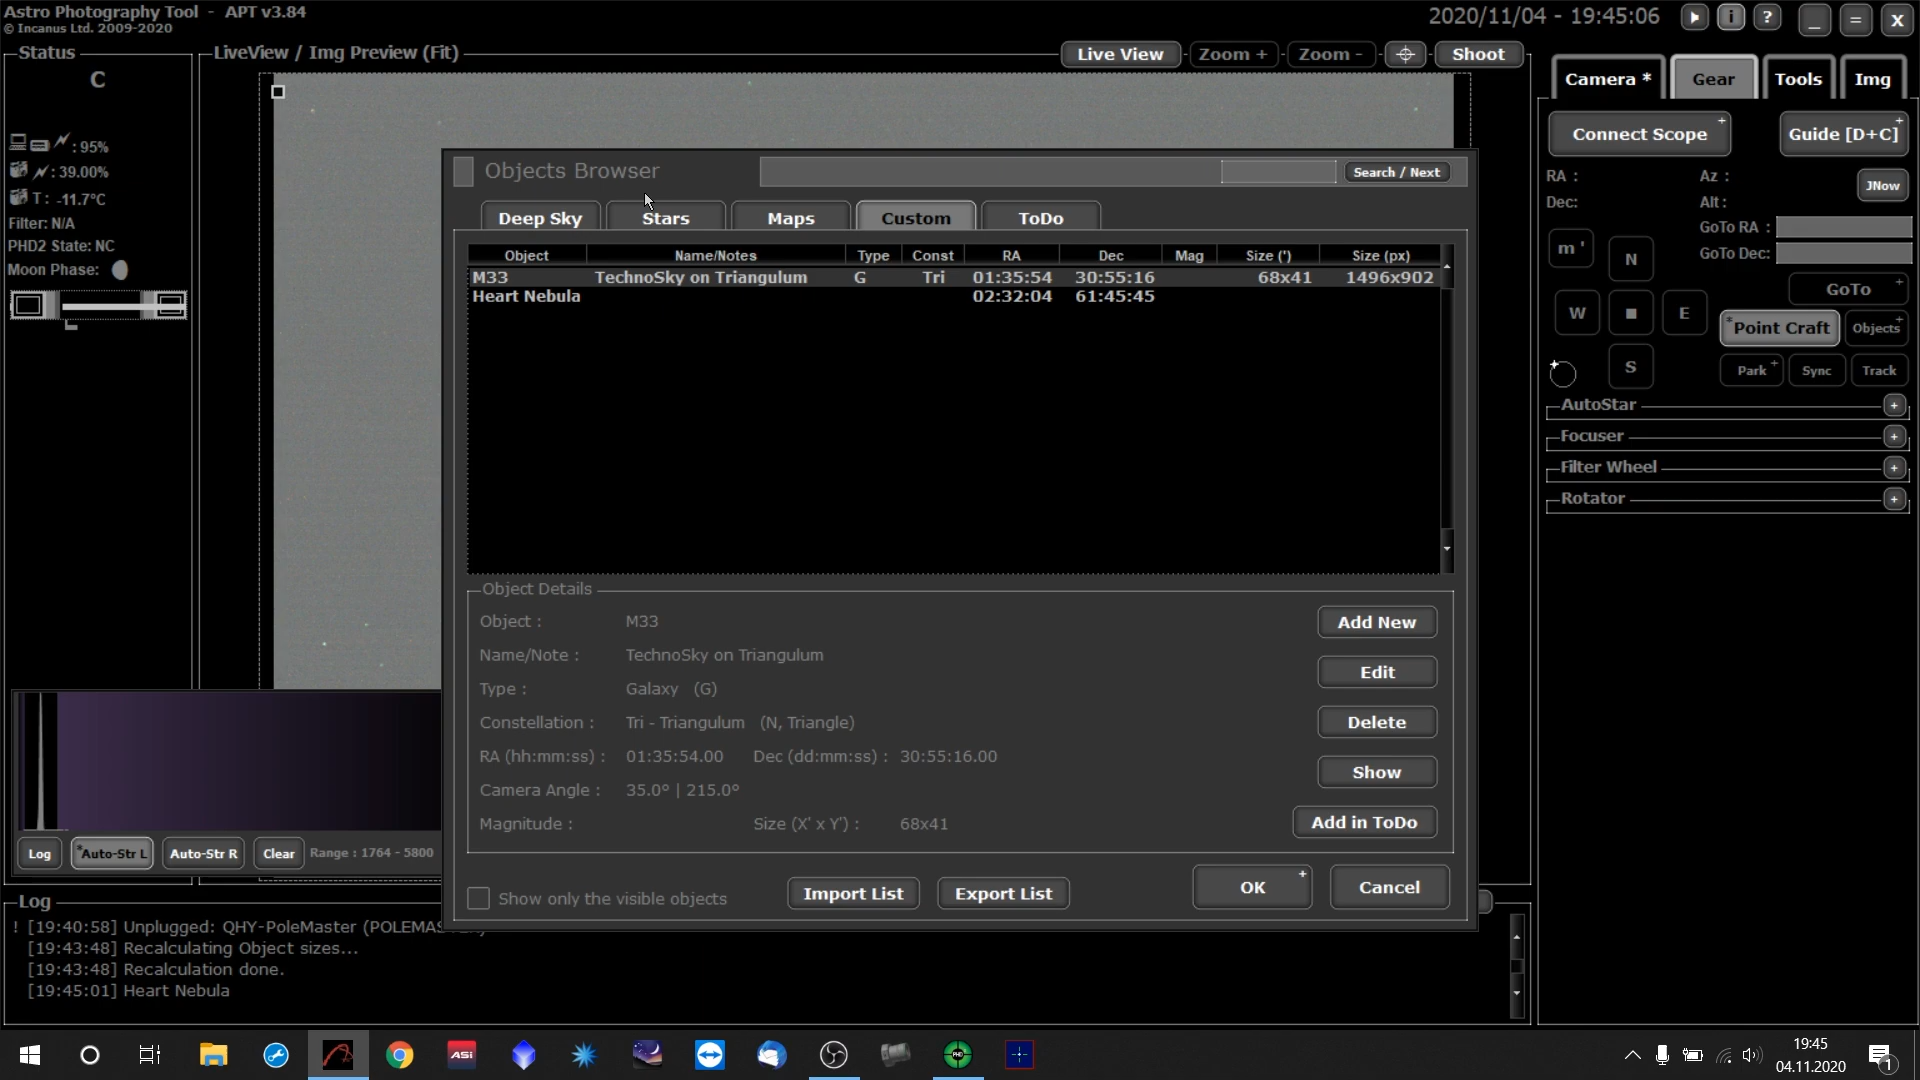 Astro Photography Tool - APT v3.84
© Incanus Ltd. 2009-2020
2020/11/04 - 19:45:06
i
?
_
=
X
Status
LiveView / Img Preview (Fit)
Live View
Zoom +
Zoom -
Shoot
Camera *
Gear
Tools
Img
C
: 95%
: 39.00%
T : -11.7°C
Filter: N/A
PHD2 State: NC
Moon Phase:
Connect Scope +
Guide [D+C] +
RA :
Az :
JNow
Dec:
Alt :
GoTo RA :
GoTo Dec:
m '
N
W
E
S
GoTo +
*Point Craft
Objects +
Park +
Sync
Track
AutoStar +
Focuser +
Filter Wheel +
Rotator +
Objects Browser
Search / Next
Deep Sky
Stars
Maps
Custom
ToDo
Object Name/Notes Type Const RA Dec Mag Size (') Size (px)
M33 TechnoSky on Triangulum G Tri 01:35:54 30:55:16 68x41 1496x902
Heart Nebula 02:32:04 61:45:45
Object Details
Object : M33
Name/Note : TechnoSky on Triangulum
Type : Galaxy (G)
Constellation : Tri - Triangulum (N, Triangle)
RA (hh:mm:ss) : 01:35:54.00 Dec (dd:mm:ss) : 30:55:16.00
Camera Angle : 35.0º | 215.0º
Magnitude : Size (X' x Y') : 68x41
Add New
Edit
Delete
Show
Add in ToDo
Show only the visible objects
Import List
Export List
OK +
Cancel
Log
*Auto-Str L
Auto-Str R
Clear
Range : 1764 - 5800
Log
! [19:40:58] Unplugged: QHY-PoleMaster (POLEMAS
[19:43:48] Recalculating Object sizes...
[19:43:48] Recalculation done.
[19:45:01] Heart Nebula
ASI
PHD
19:45
04.11.2020
1